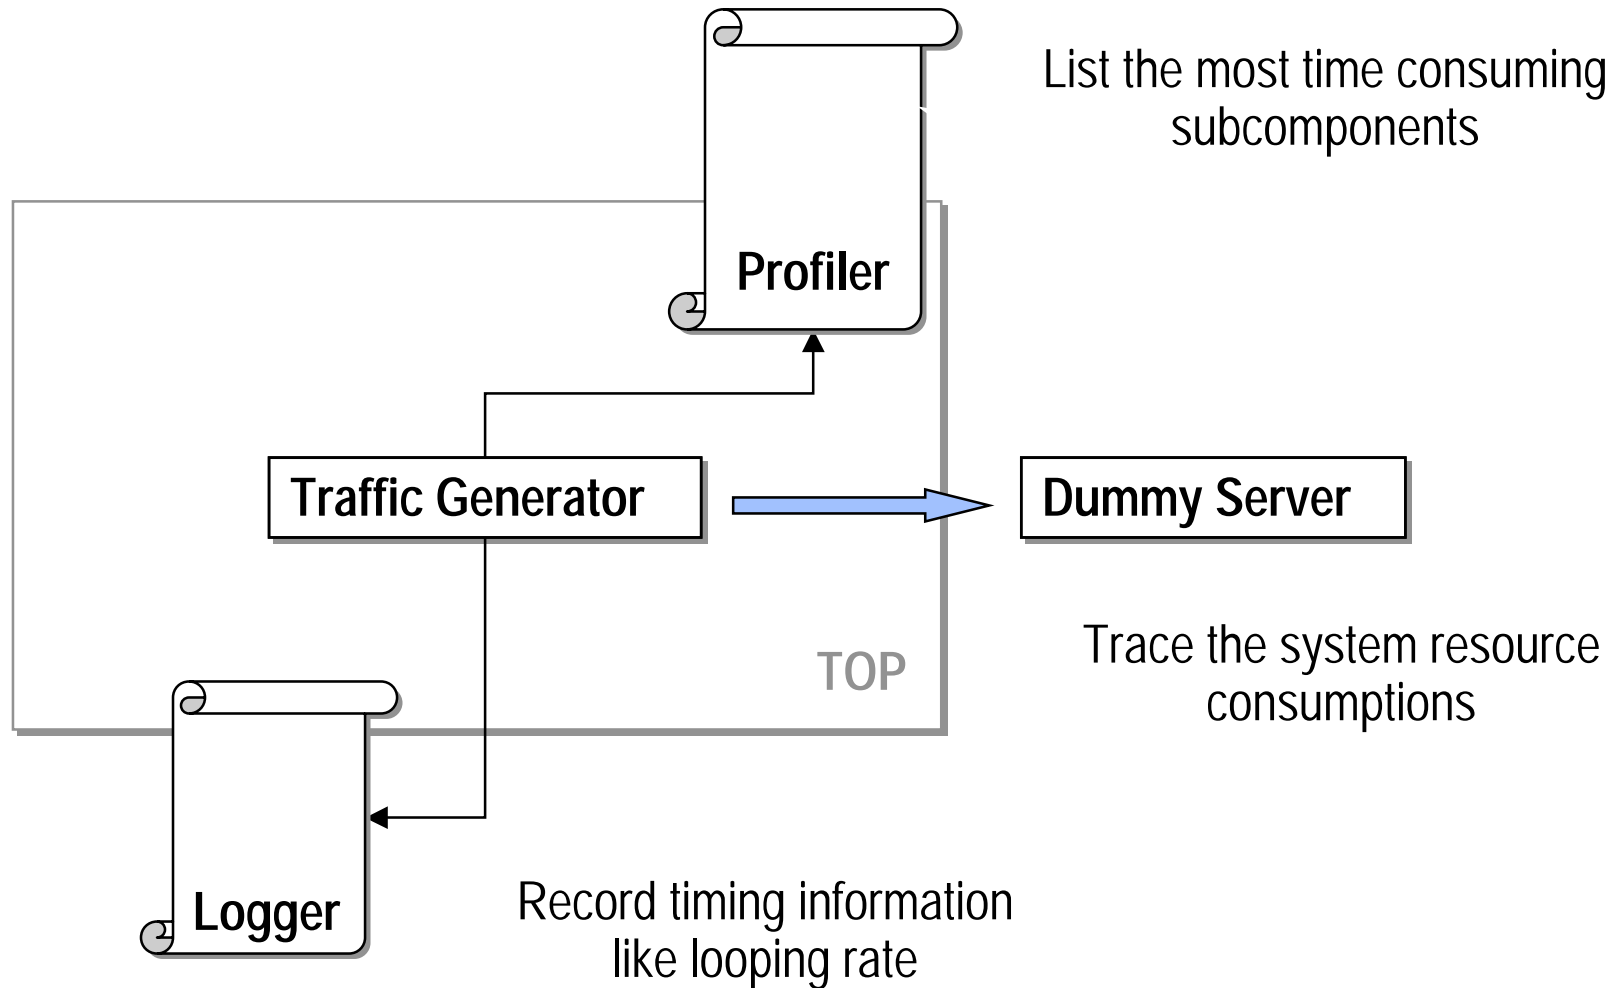 List the most time consuming
subcomponents
Profiler
Traffic Generator
Dummy Server
TOP
Trace the system resource
consumptions
Logger
Record timing information
like looping rate